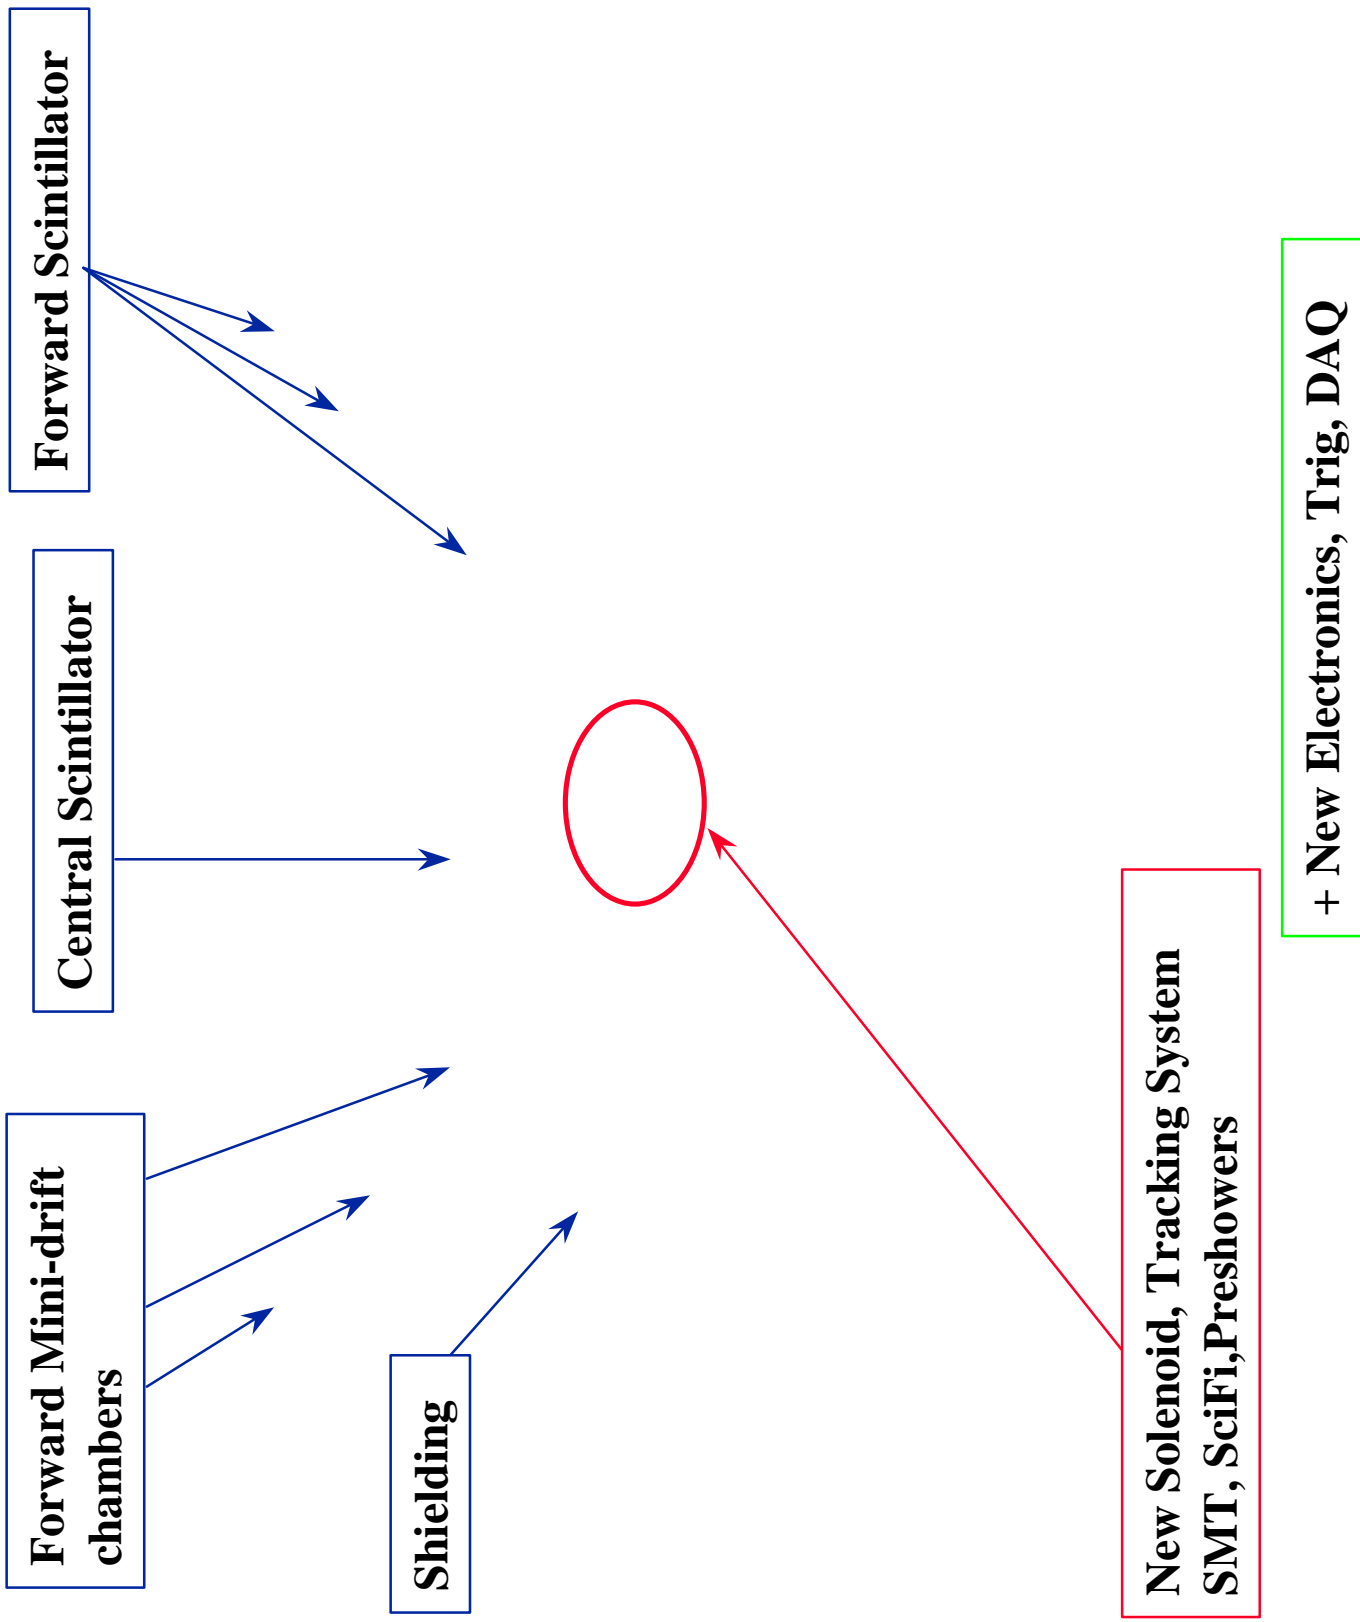 Forward Mini-drift
chambers
Central Scintillator
Forward Scintillator
Shielding
New Solenoid, Tracking System
SMT, SciFi,Preshowers
+ New Electronics, Trig, DAQ